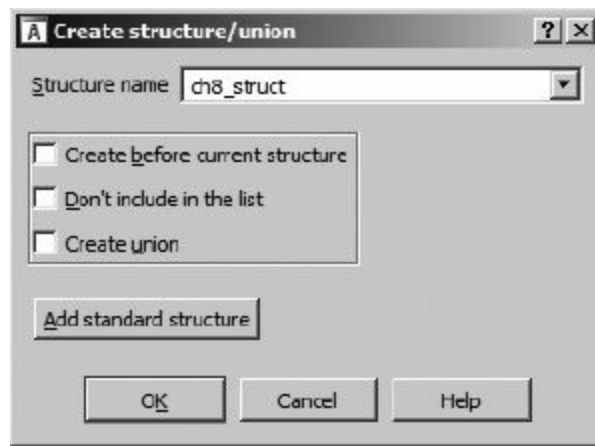 A Create structure/union ? ×
Structure name ch8_struct
Create before current structure
Don't include in the list
Create union
Add standard structure
OK Cancel Help